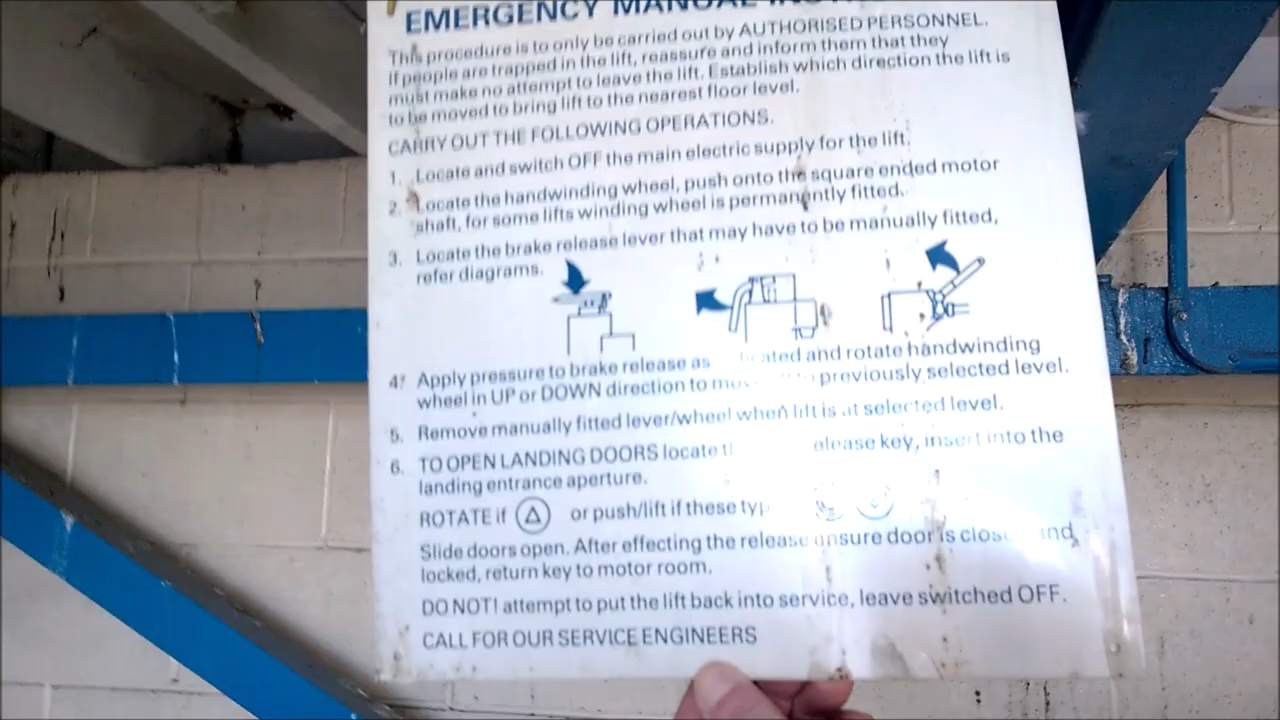 EMERGENCY MANUAL
This procedure is to only be carried out by AUTHORISED PERSONNEL.
If people are trapped in the lift, reassure and inform them that they
must make no attempt to leave the lift. Establish which direction the lift is
to be moved to bring lift to the nearest floor level.
CARRY OUT THE FOLLOWING OPERATIONS.
1. Locate and switch OFF the main electric supply for the lift.
2. Locate the handwinding wheel, push onto the square ended motor
shaft, for some lifts winding wheel is permanently fitted.
3. Locate the brake release lever that may have to be manually fitted,
refer diagrams.
4. Apply pressure to brake release as and rotate handwinding
wheel in UP or DOWN direction to previously selected level.
5. Remove manually fitted lever/wheel when lift is at selected level.
6. TO OPEN LANDING DOORS locate key, insert into the
landing entrance aperture.
ROTATE if or push/lift if these
Slide doors open. After effecting the release unsure door is
locked, return key to motor room.
DO NOT! attempt to put the lift back into service, leave switched OFF.
CALL FOR OUR SERVICE ENGINEERS